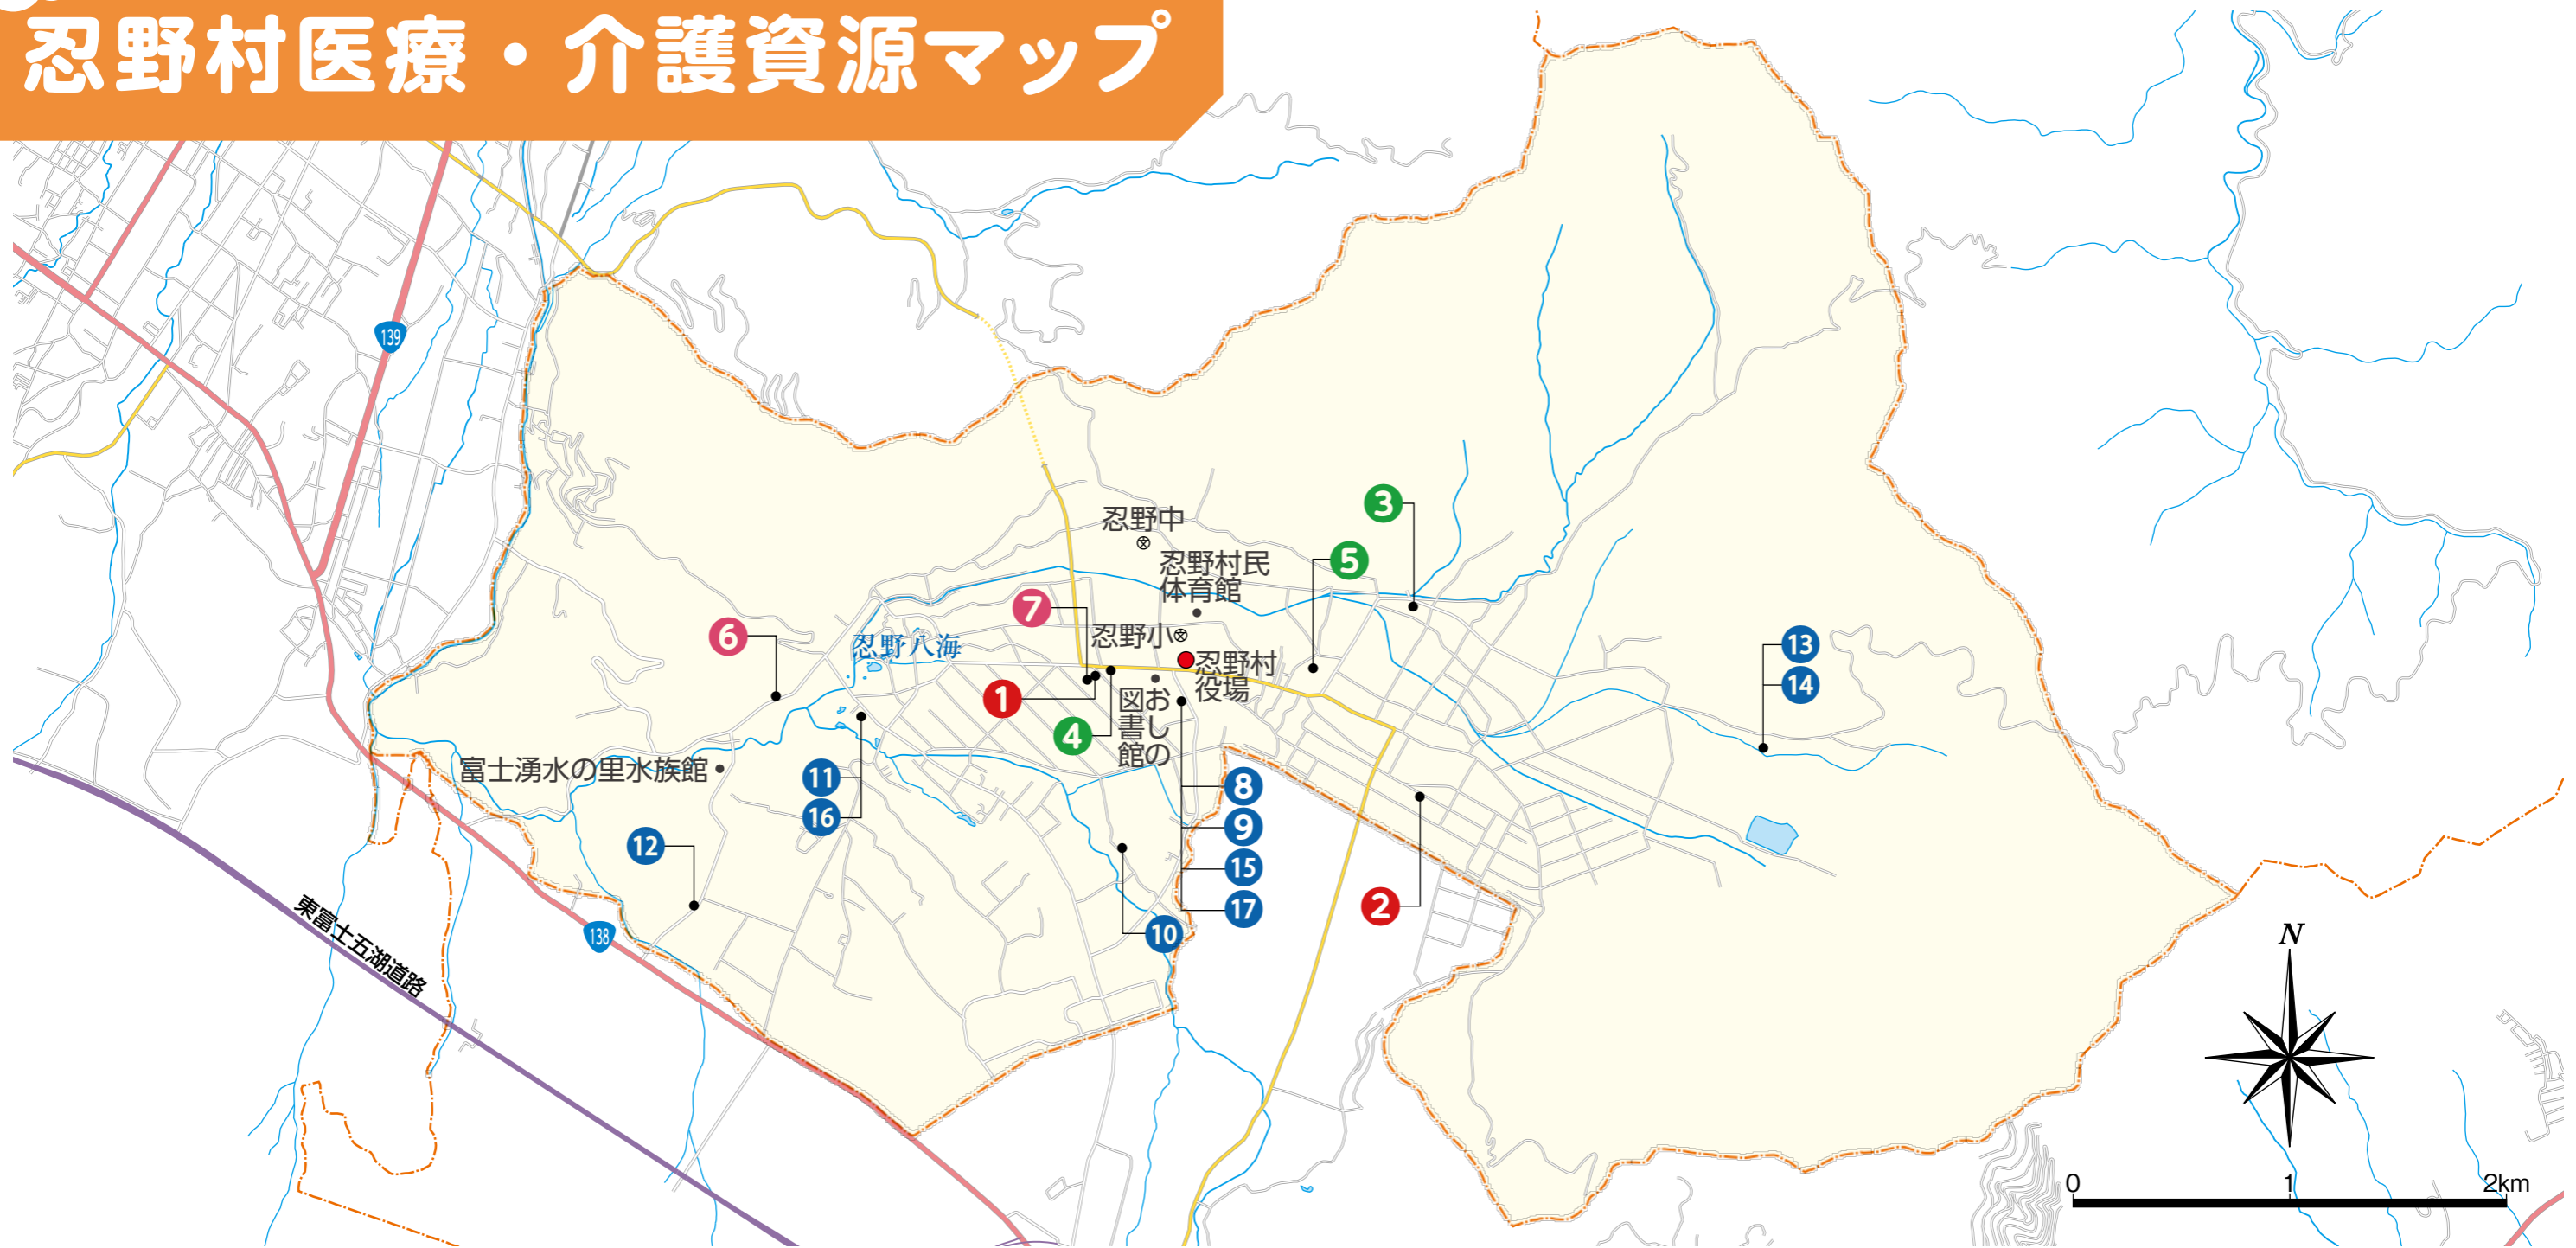 忍野村医療・介護資源マップ
139
忍野中
忍野村民
体育館
忍野小
忍野村
役場
おしの
図書館
忍野八海
富士湧水の里水族館
138
東富士五湖道路
3
5
7
6
1
4
13
14
11
16
12
8
9
15
17
10
2
N
0 1 2km